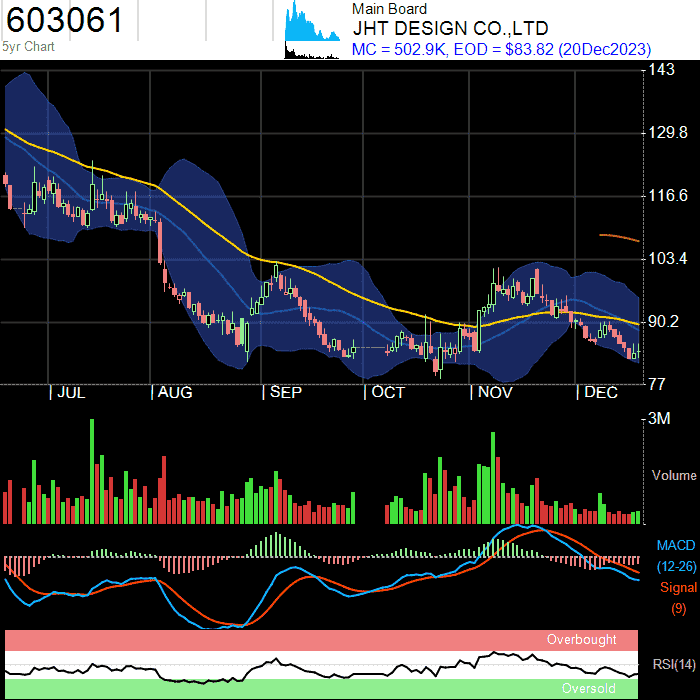 603061
5yr Chart
Main Board
JHT DESIGN CO.,LTD
MC = 502.9K, EOD = $83.82 (20Dec2023)
143
129.8
116.6
103.4
90.2
77
JUL AUG SEP OCT NOV DEC
3M
Volume
MACD
(12-26)
Signal
(9)
Overbought
RSI(14)
Oversold